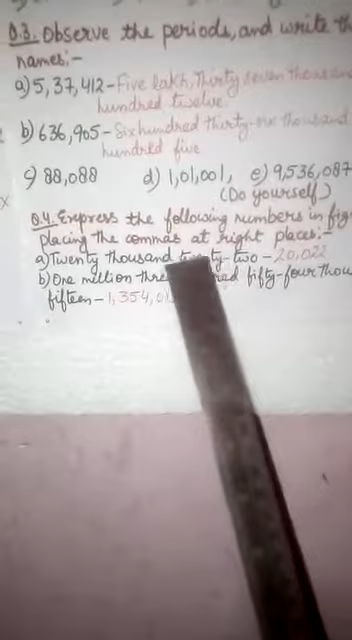 Q.3. Observe the periods, and write the
names:-
a) 5,37,412 - Five lakh, Thirty seven thousand
hundred twelve.
b) 636,905 - Six hundred thirty-six thousand
hundred five
c) 88,088 d) 1,01,001, e) 9,536,087
(Do yourself)
Q.4. Express the following numbers in fig
placing the commas at right places:-
a) Twenty thousand twenty-two - 20,022
b) One million three fifty-four thou
fifteen - 1,354,01